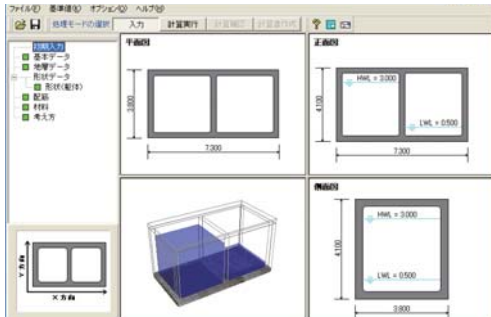 ファイル(F) 基準値(K) オプション(O) ヘルプ(H)
処理モードの選択 入力 計算実行 計算確認 計算書作成
初期入力
基本データ
地層データ
形状データ
形状(躯体)
配筋
材料
考え方
平面図
3.800
7.300
正面図
HWL = 3.000
LWL = 0.500
4.100
7.300
側面図
HWL = 3.000
LWL = 0.500
4.100
3.800
Y方向
X方向